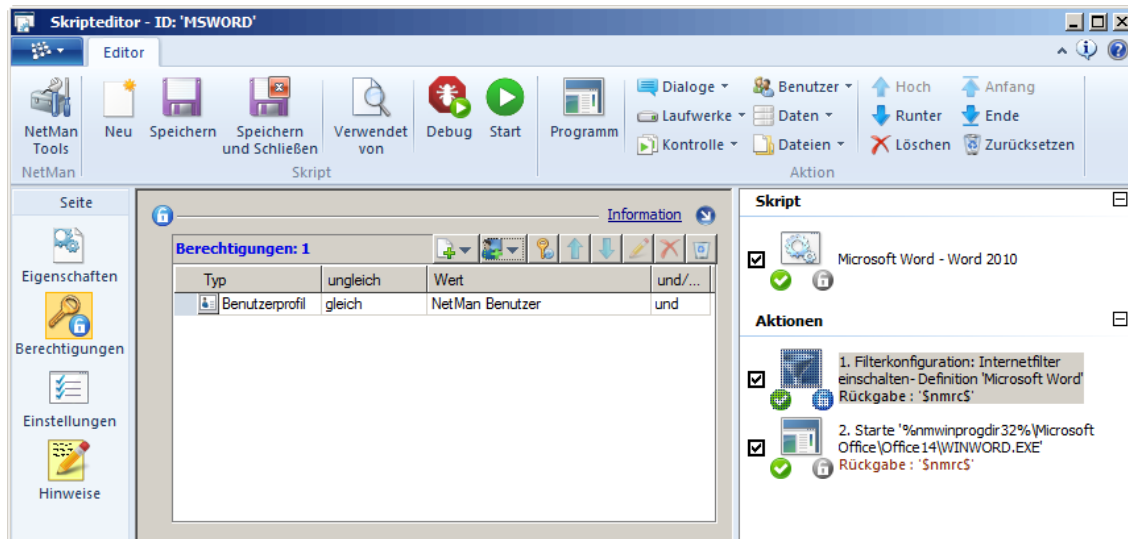 Skripteditor - ID: 'MSWORD'
Editor
NetMan Tools
Neu
Speichern
Speichern und Schließen
Verwendet von
Debug
Start
Programm
Dialoge
Laufwerke
Kontrolle
Benutzer
Daten
Dateien
Hoch
Runter
Löschen
Anfang
Ende
Zurücksetzen
NetMan
Skript
Aktion
Seite
Eigenschaften
Berechtigungen
Einstellungen
Hinweise
Information
Berechtigungen: 1
Typ ungleich Wert und/...
Benutzerprofil gleich NetMan Benutzer und
Skript
Microsoft Word - Word 2010
Aktionen
1. Filterkonfiguration: Internetfilter
einschalten- Definition 'Microsoft Word'
Rückgabe : '$nmrc$'
2. Starte '%nmwinprogdir32%\Microsoft
Office\Office14\WINWORD.EXE'
Rückgabe : '$nmrc$'